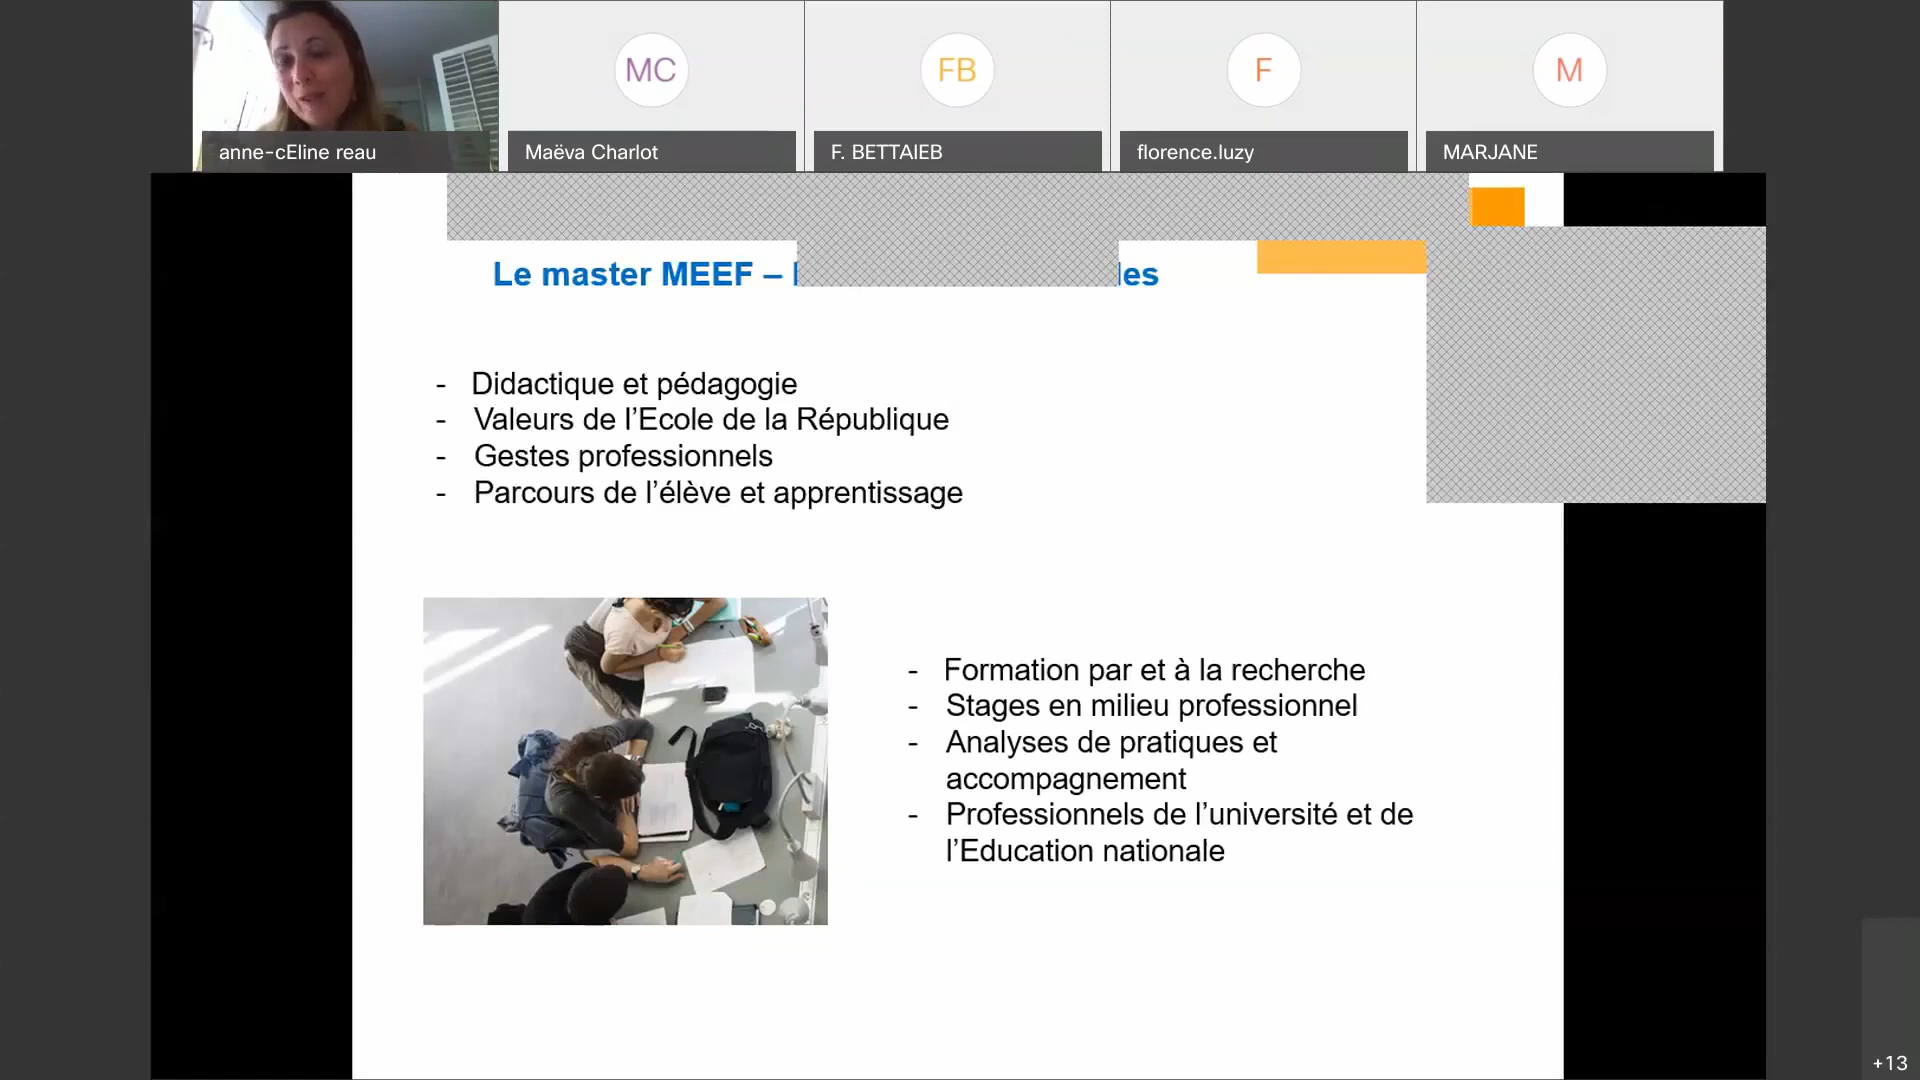 MC
FB
F
M
anne-cEline reau
Maëva Charlot
F. BETTAIEB
florence.luzy
MARJANE
Le master MEEF –
- Didactique et pédagogie
- Valeurs de l’Ecole de la République
- Gestes professionnels
- Parcours de l’élève et apprentissage
- Formation par et à la recherche
- Stages en milieu professionnel
- Analyses de pratiques et
accompagnement
- Professionnels de l’université et de
l’Education nationale
+13